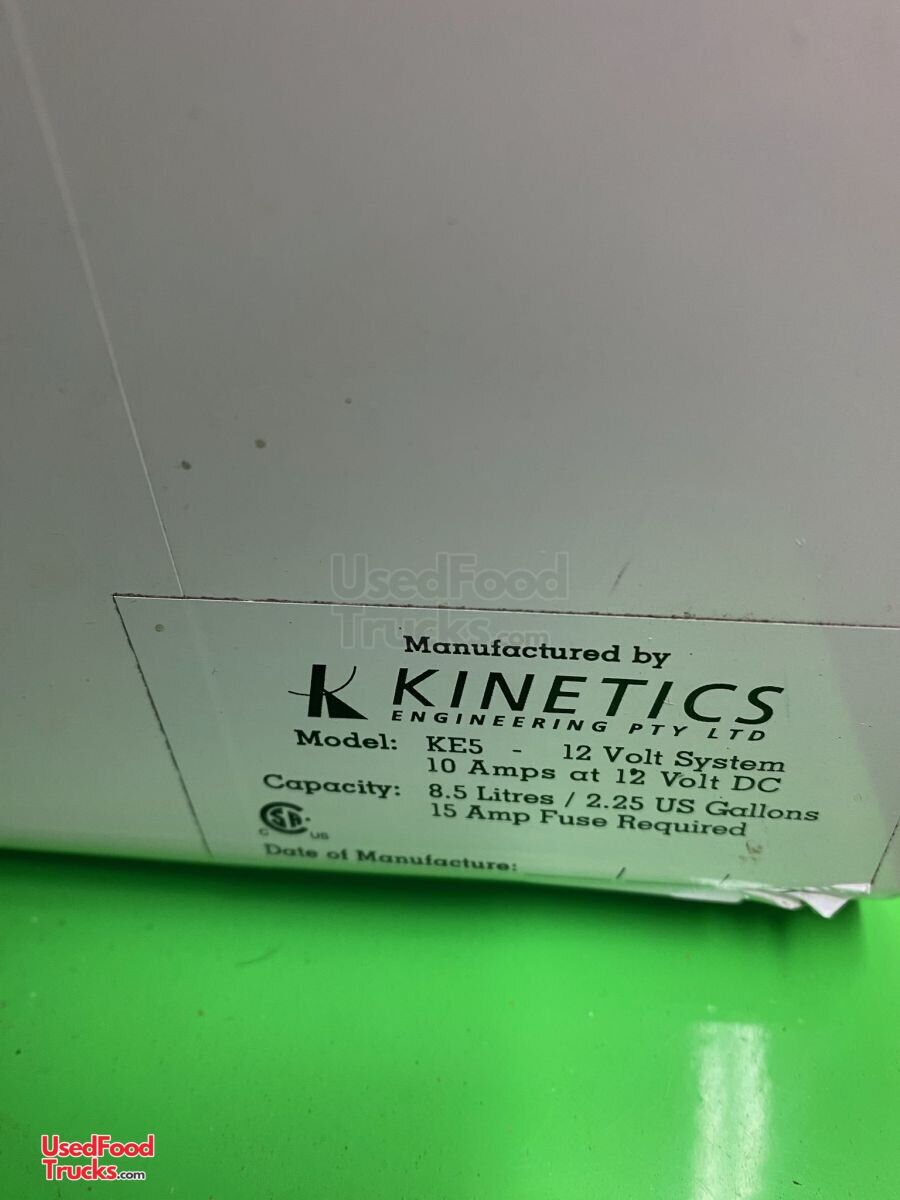 UsedFood
Trucks.com
Manufactured by
KINETICS
ENGINEERING PTY LTD
Model: KE5 - 12 Volt System
10 Amps at 12 Volt DC
Capacity: 8.5 Litres / 2.25 US Gallons
15 Amp Fuse Required
C SA US
Date of Manufacture: / /
UsedFood
Trucks.com